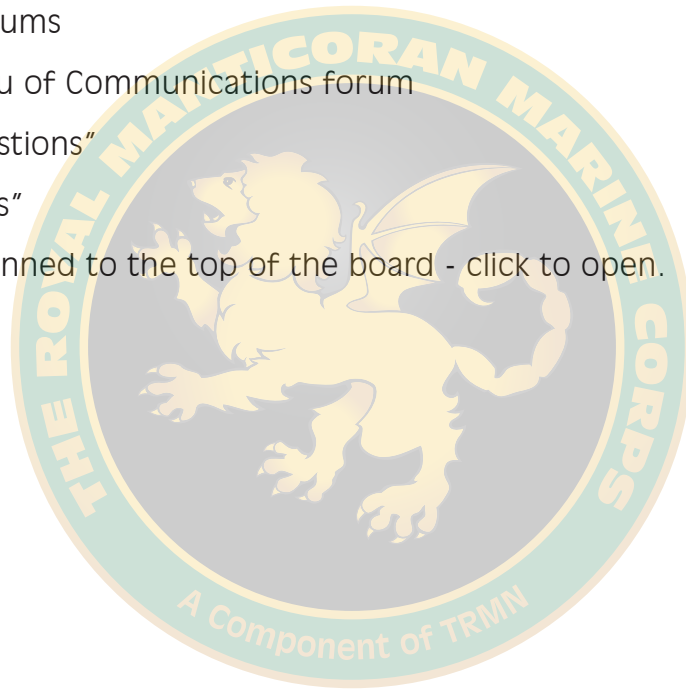 ums
u of Communications forum
stions”
s”
nned to the top of the board - click to open.
THE ROYAL MANTICORAN MARINE CORPS
A Component of TRMN